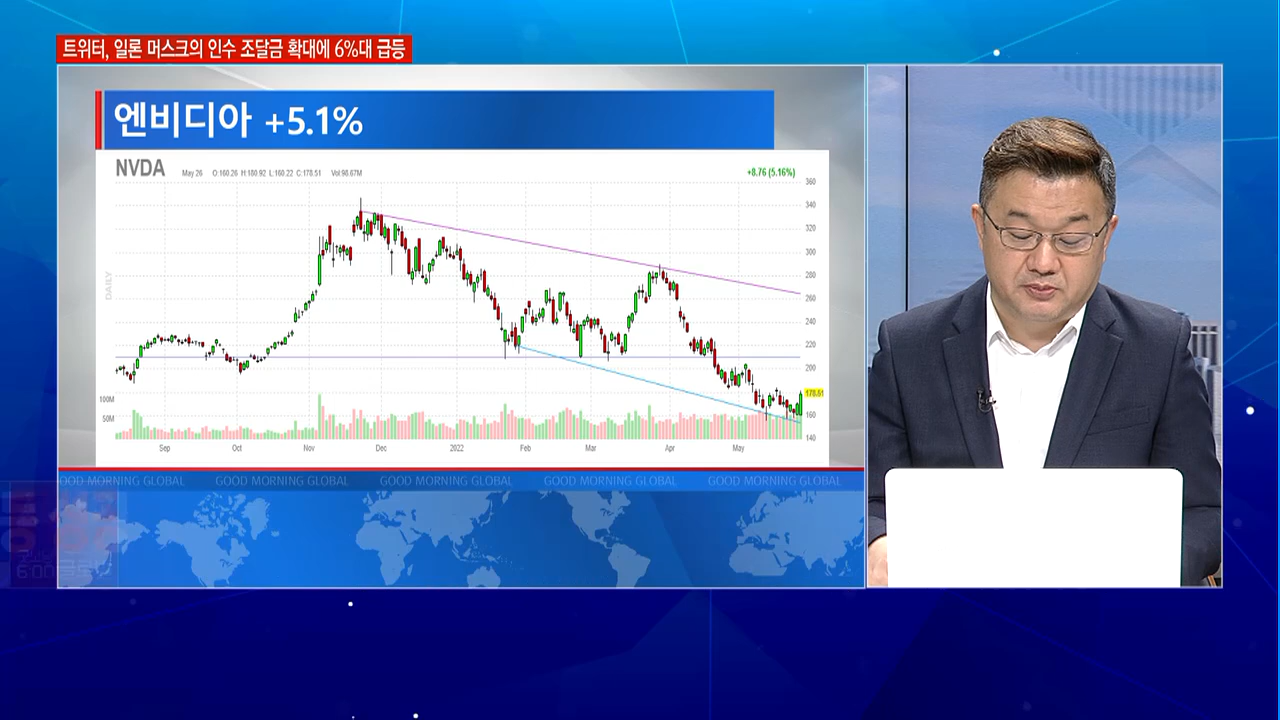 트위터, 일론 머스크의 인수 조달금 확대에 6%대 급등
엔비디아 +5.1%
NVDA May 26 O:160.26 H:180.92 L:160.22 C:178.51 Vol:98.67M +8.76 (5.16%)
360
340
320
300
280
260
240
220
200
178.51
160
140
DAILY
100M
50M
Sep Oct Nov Dec 2022 Feb Mar Apr May
OOD MORNING GLOBAL GOOD MORNING GLOBAL GOOD MORNING GLOBAL GOOD MORNING GLOBAL GOOD MORNING GLOBAL
6:00